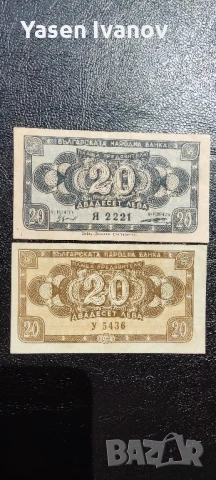 Yasen Ivanov
БЪЛГАРСКАТА НАРОДНА БАНКА
20
ДВАДЕСЕТ ЛЕВА
20 Я 2221 20
БЪЛГАРСКАТА НАРОДНА БАНКА
20
ДВАДЕСЕТ ЛЕВА
20 У 5436 20
BAZAR